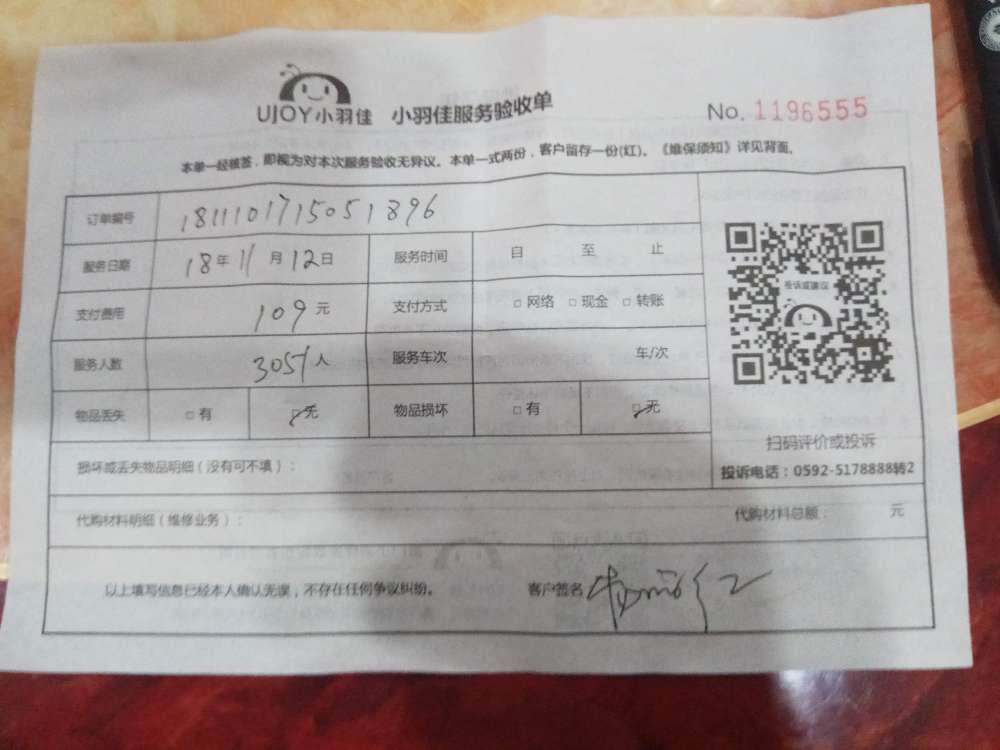 UJOY小羽佳 小羽佳服务验收单 No. 1196555
本单一经核签，即视为对本次服务验收无异议。本单一式两份，客户留存一份(红)。《维保须知》详见背面。
订单编号 1811101715051896
服务日期 18年11月12日 服务时间 自 至 止
支付费用 109元 支付方式 □网络 □现金 □转账
服务人数 3051人 服务车次 车/次
物品丢失 □有 □无 物品损坏 □有 □无
投诉或建议
扫码评价或投诉
投诉电话：0592-5178888转2
损坏或丢失物品明细（没有可不填）：
代购材料明细（维修业务）： 代购材料总额： 元
以上填写信息已经本人确认无误，不存在任何争议纠纷。 客户签名